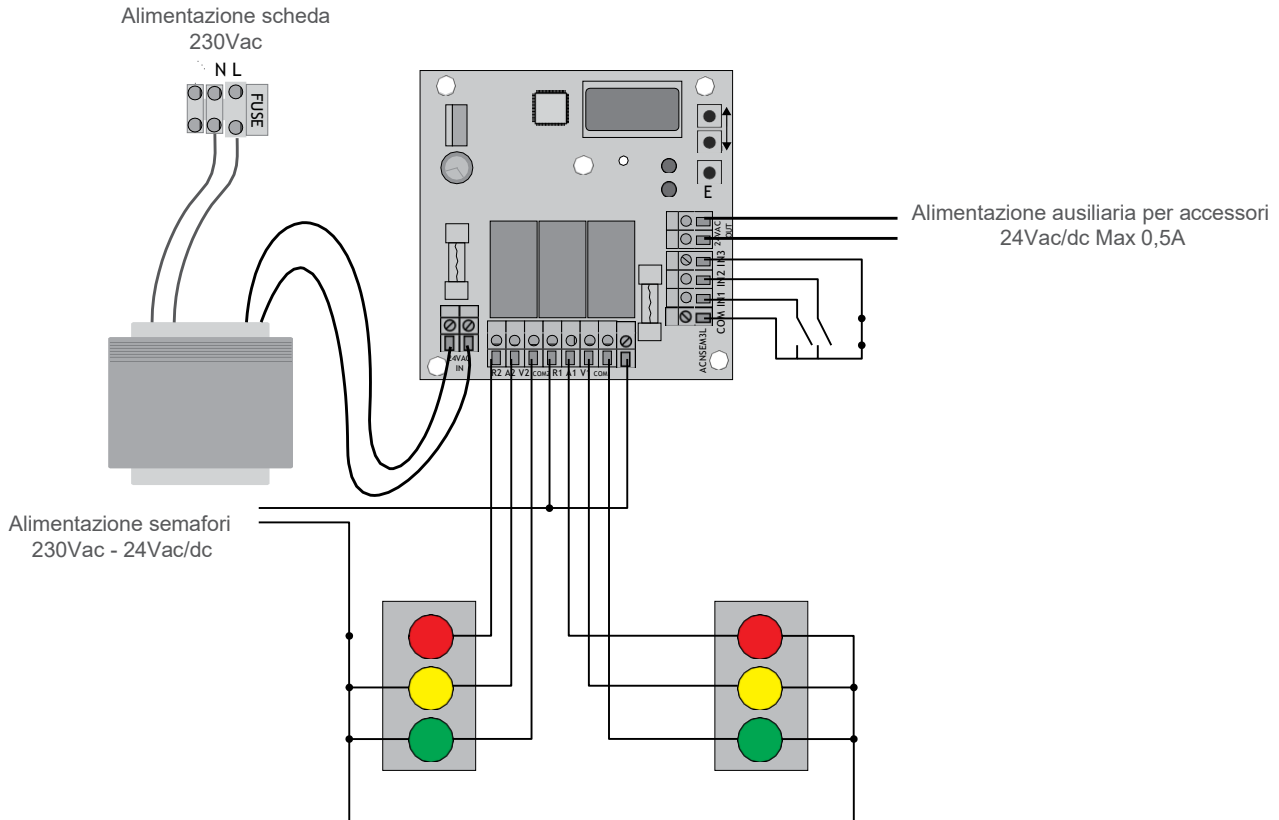 Alimentazione scheda
230Vac
N L
FUSE
E
24VAC
OUT
Alimentazione ausiliaria per accessori
24Vac/dc Max 0,5A
COM IN1 IN2 IN3
ACNSEM3L
24VAC
IN
R2 A2 V2 COM2 R1 A1 V1 COM
Alimentazione semafori
230Vac - 24Vac/dc